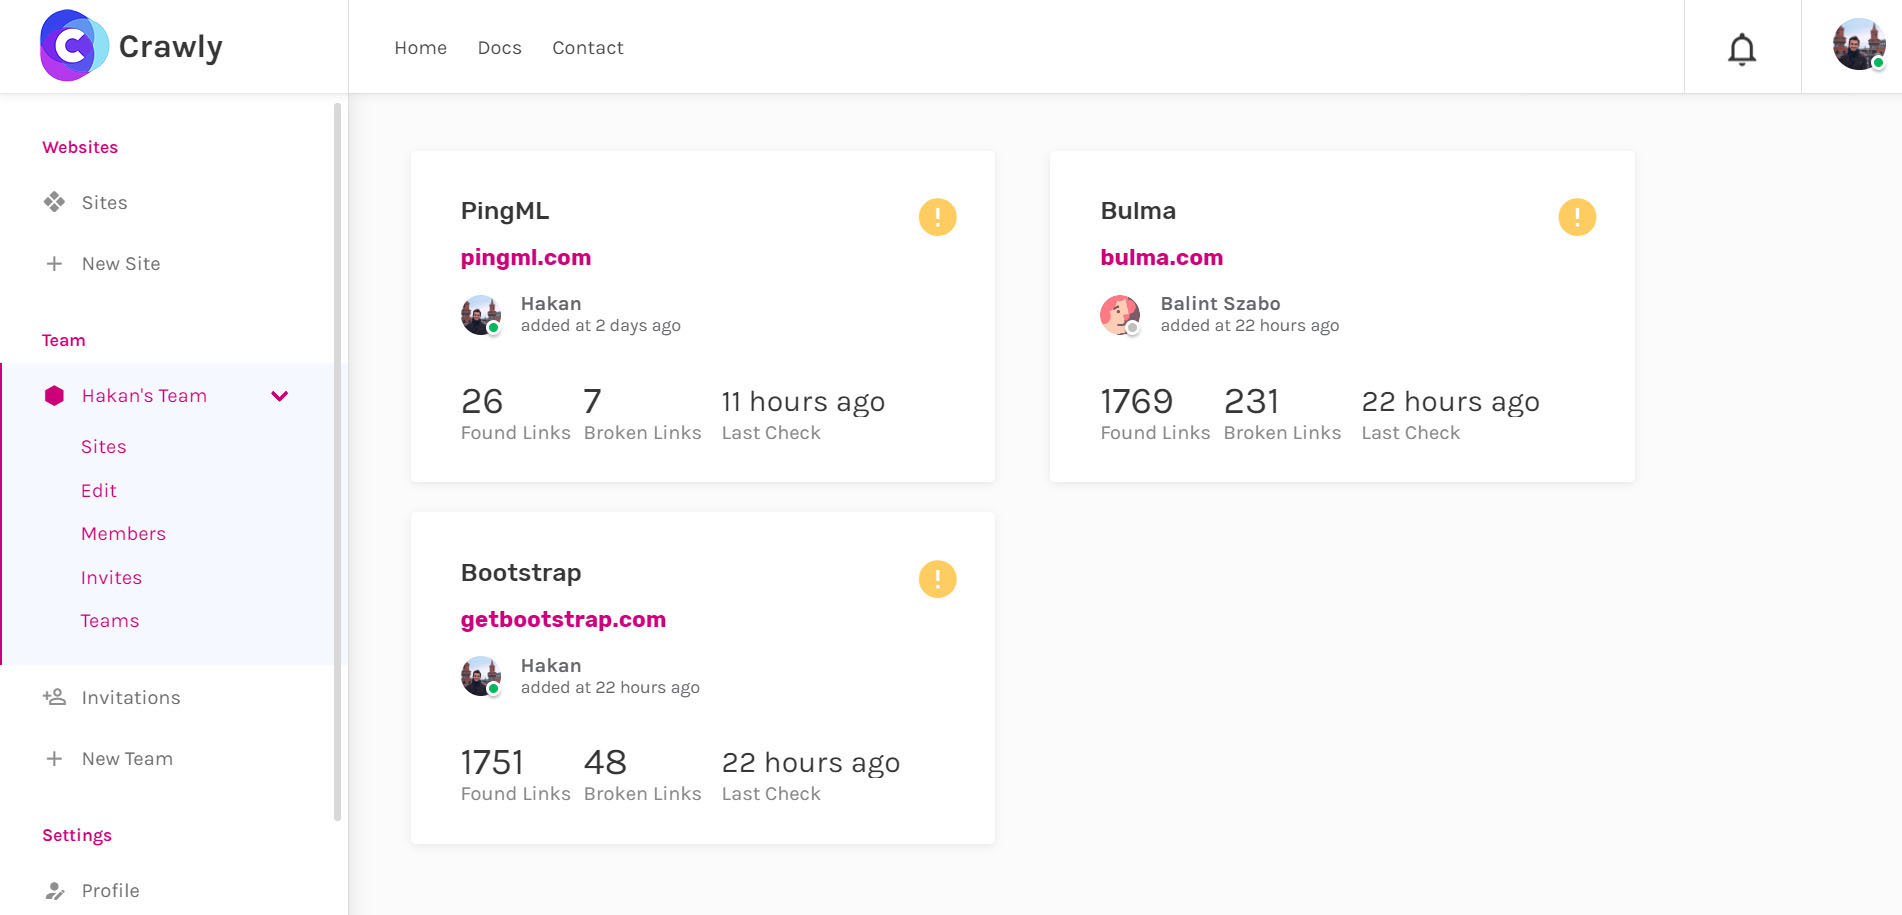 Crawly
Home Docs Contact
Websites
Sites
New Site
Team
Hakan's Team
Sites
Edit
Members
Invites
Teams
Invitations
New Team
Settings
Profile
PingML
pingml.com
Hakan
added at 2 days ago
26 7 11 hours ago
Found Links Broken Links Last Check
Bulma
bulma.com
Balint Szabo
added at 22 hours ago
1769 231 22 hours ago
Found Links Broken Links Last Check
Bootstrap
getbootstrap.com
Hakan
added at 22 hours ago
1751 48 22 hours ago
Found Links Broken Links Last Check